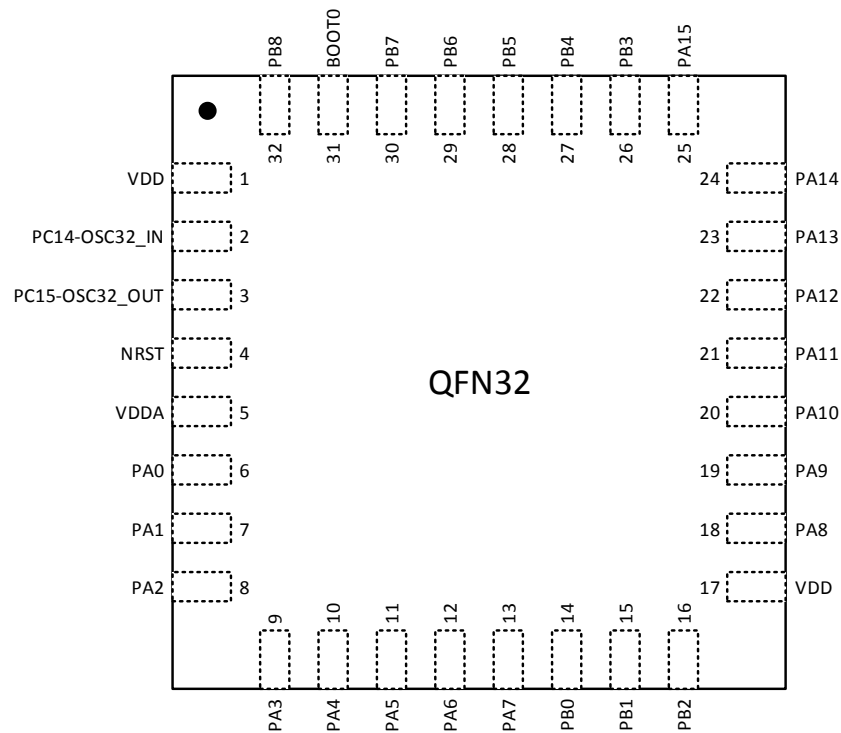 PB8 BOOT0 PB7 PB6 PB5 PB4 PB3 PA15
32 31 30 29 28 27 26 25
VDD 1 24 PA14
PC14-OSC32_IN 2 23 PA13
PC15-OSC32_OUT 3 22 PA12
NRST 4 21 PA11
QFN32
VDDA 5 20 PA10
PA0 6 19 PA9
PA1 7 18 PA8
PA2 8 17 VDD
9 10 11 12 13 14 15 16
PA3 PA4 PA5 PA6 PA7 PB0 PB1 PB2